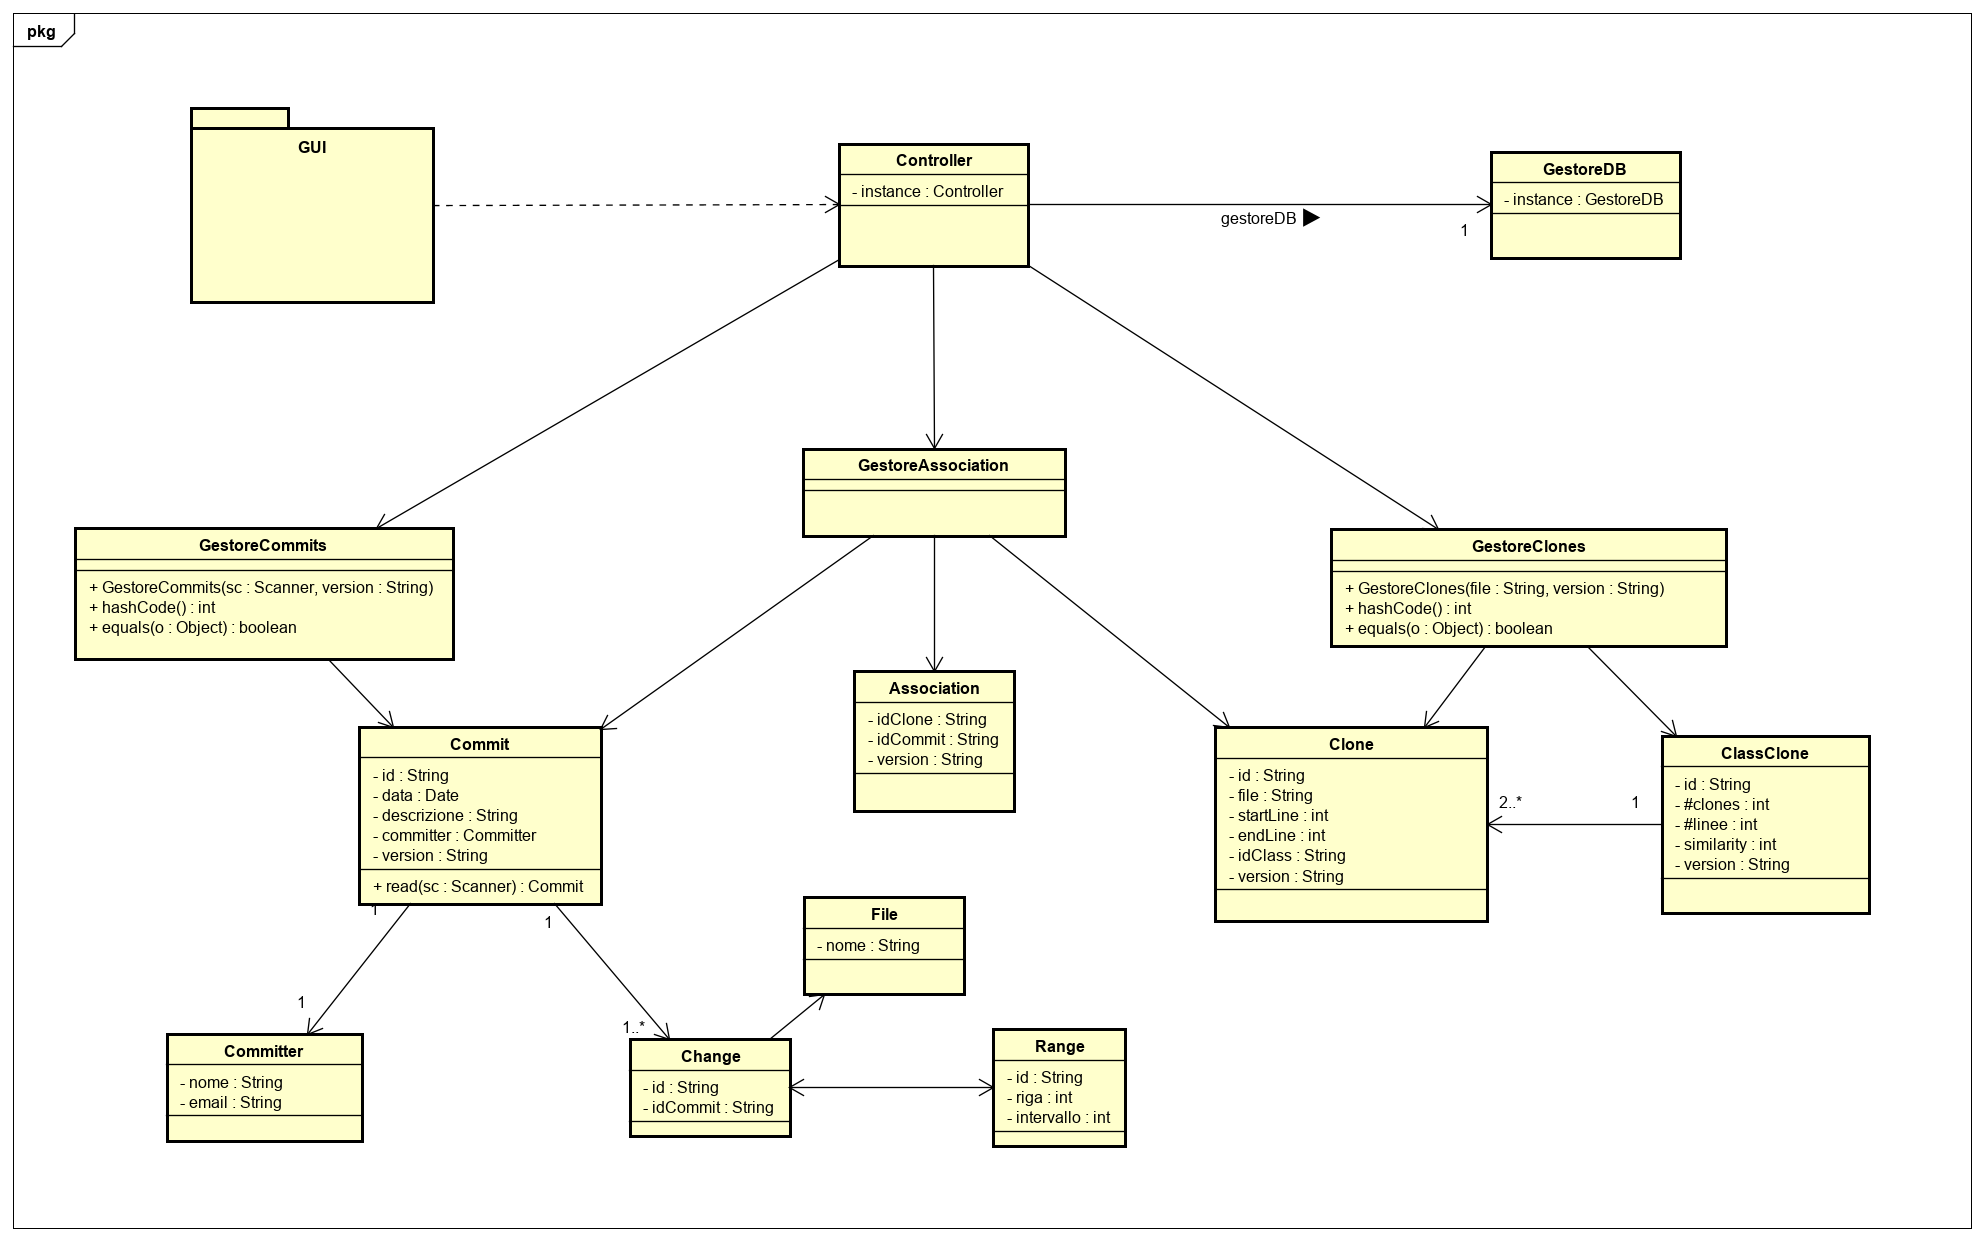 pkg
GUI
Controller
- instance : Controller
gestoreDB ▶
1
GestoreDB
- instance : GestoreDB
GestoreAssociation
GestoreCommits
+ GestoreCommits(sc : Scanner, version : String)
+ hashCode() : int
+ equals(o : Object) : boolean
GestoreClones
+ GestoreClones(file : String, version : String)
+ hashCode() : int
+ equals(o : Object) : boolean
Commit
- id : String
- data : Date
- descrizione : String
- committer : Committer
- version : String
+ read(sc : Scanner) : Commit
Association
- idClone : String
- idCommit : String
- version : String
Clone
- id : String
- file : String
- startLine : int
- endLine : int
- idClass : String
- version : String
2..*
1
ClassClone
- id : String
- #clones : int
- #linee : int
- similarity : int
- version : String
1
1
1
1..*
File
- nome : String
Committer
- nome : String
- email : String
Change
- id : String
- idCommit : String
Range
- id : String
- riga : int
- intervallo : int